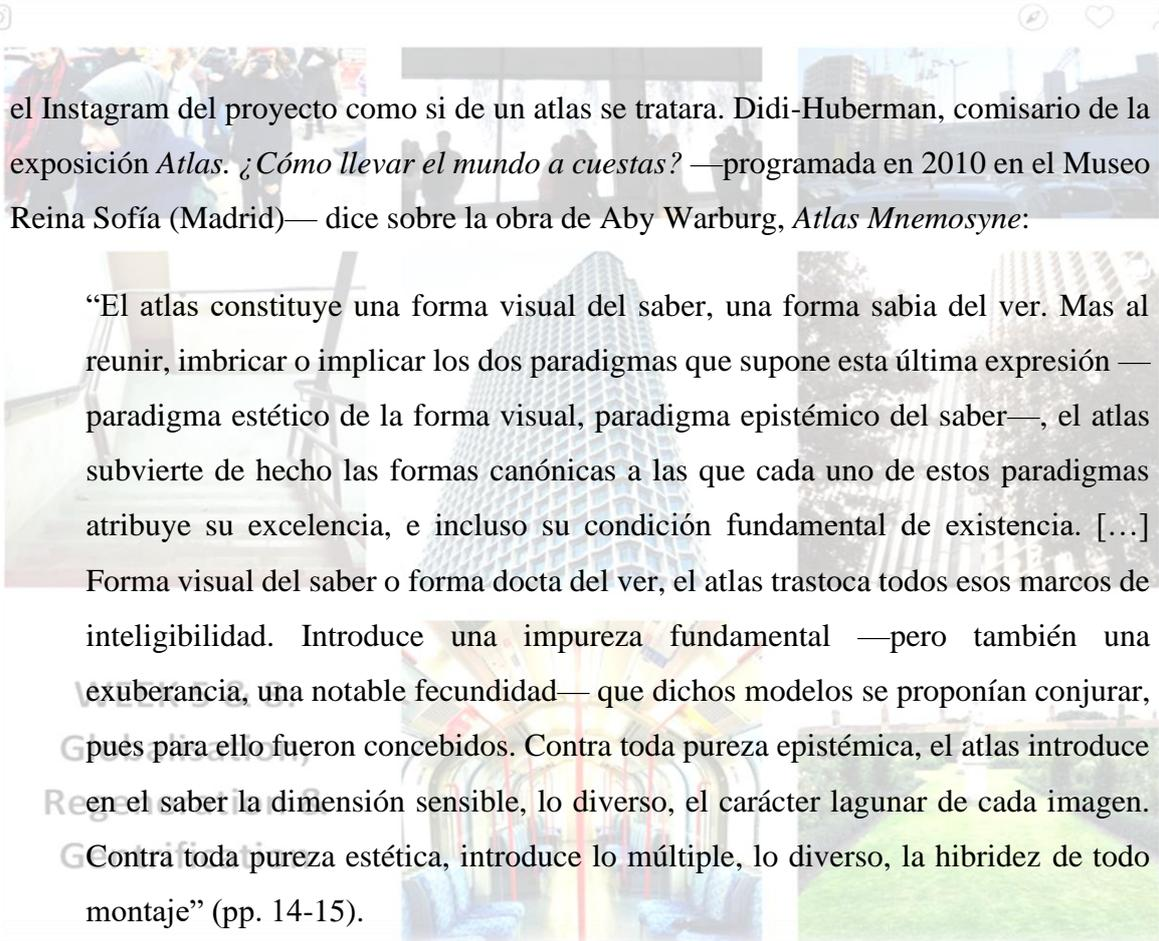 el Instagram del proyecto como si de un atlas se tratara. Didi-Huberman, comisario de la
exposición Atlas. ¿Cómo llevar el mundo a cuestas? —programada en 2010 en el Museo
Reina Sofía (Madrid)— dice sobre la obra de Aby Warburg, Atlas Mnemosyne:
“El atlas constituye una forma visual del saber, una forma sabia del ver. Mas al
reunir, imbricar o implicar los dos paradigmas que supone esta última expresión —
paradigma estético de la forma visual, paradigma epistémico del saber—, el atlas
subvierte de hecho las formas canónicas a las que cada uno de estos paradigmas
atribuye su excelencia, e incluso su condición fundamental de existencia. […]
Forma visual del saber o forma docta del ver, el atlas trastoca todos esos marcos de
inteligibilidad. Introduce una impureza fundamental —pero también una
exuberancia, una notable fecundidad— que dichos modelos se proponían conjurar,
pues para ello fueron concebidos. Contra toda pureza epistémica, el atlas introduce
en el saber la dimensión sensible, lo diverso, el carácter lagunar de cada imagen.
Contra toda pureza estética, introduce lo múltiple, lo diverso, la hibridez de todo
montaje” (pp. 14-15).
WEEK 5 & 6:
Globalisation,
Regeneration &
Gentrification